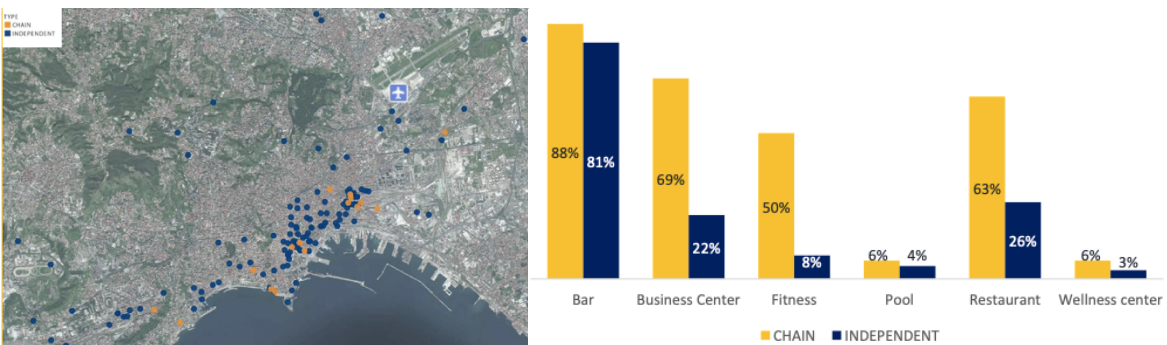 TYPE
CHAIN
INDEPENDENT
88%
81%
69%
22%
50%
8%
6%
4%
63%
26%
6%
3%
Bar
Business Center
Fitness
Pool
Restaurant
Wellness center
CHAIN
INDEPENDENT